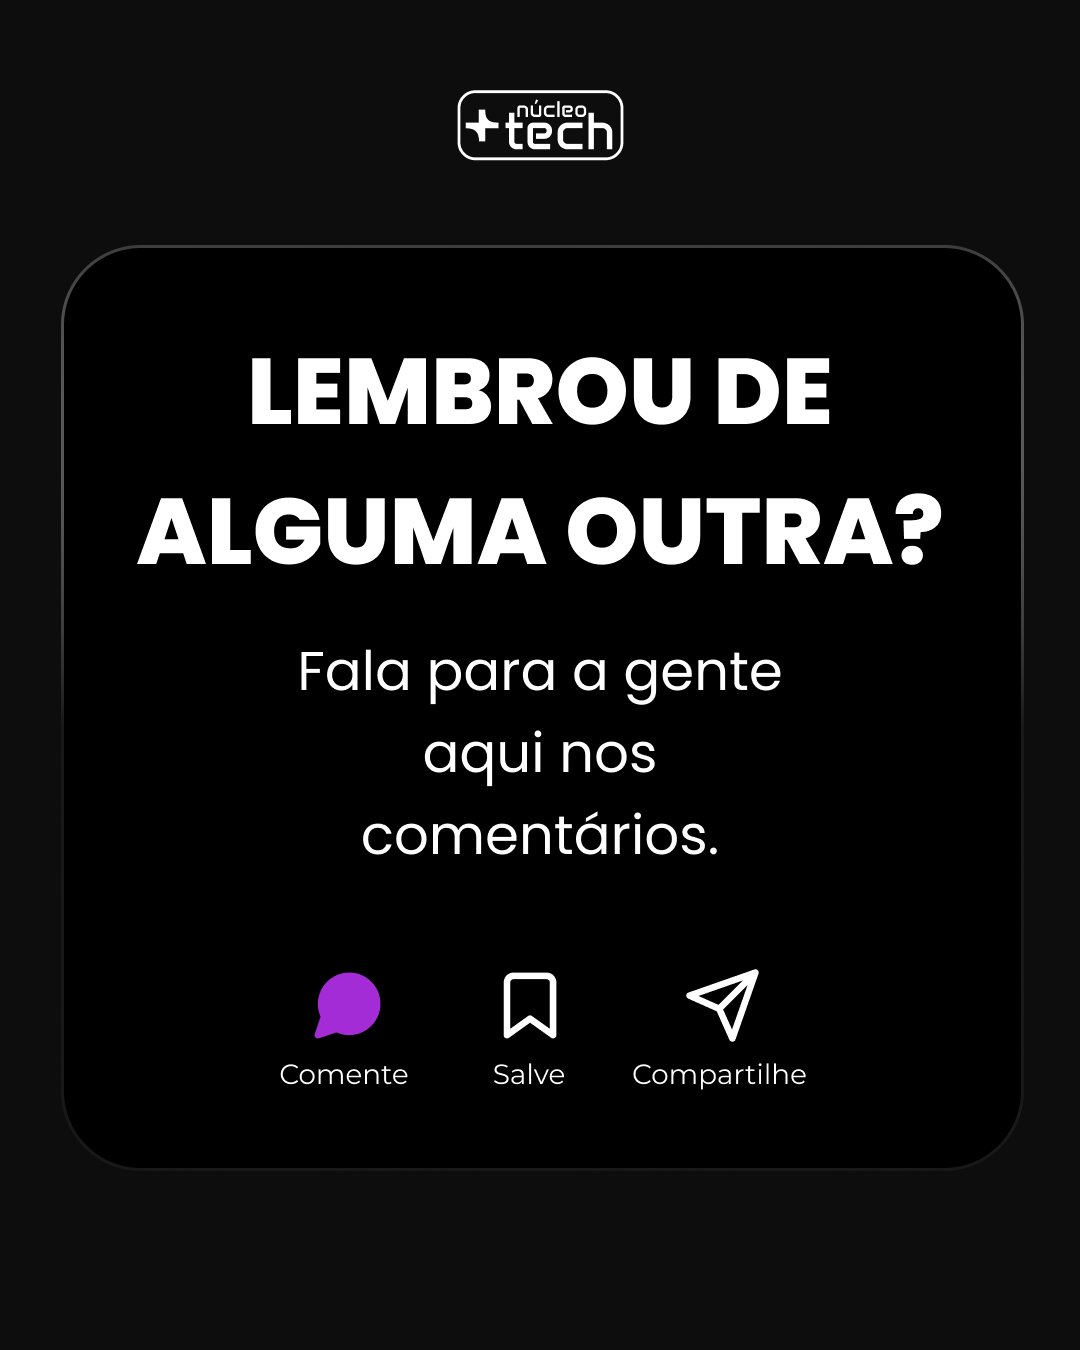 núcleo
tech
LEMBROU DE
ALGUMA OUTRA?
Fala para a gente
aqui nos
comentários.
Comente Salve Compartilhe